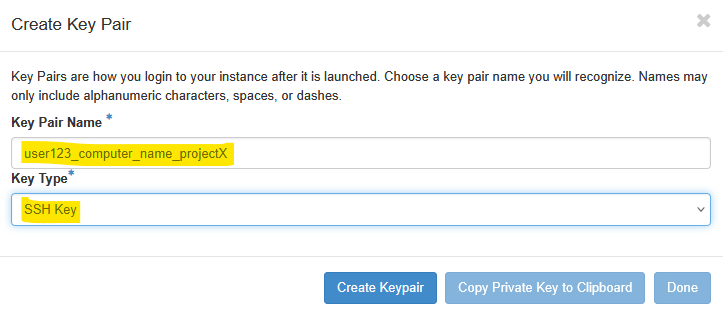 Create Key Pair
Key Pairs are how you login to your instance after it is launched. Choose a key pair name you will recognize. Names may
only include alphanumeric characters, spaces, or dashes.
Key Pair Name *
user123_computer_name_projectX
Key Type*
SSH Key
Create Keypair Copy Private Key to Clipboard Done